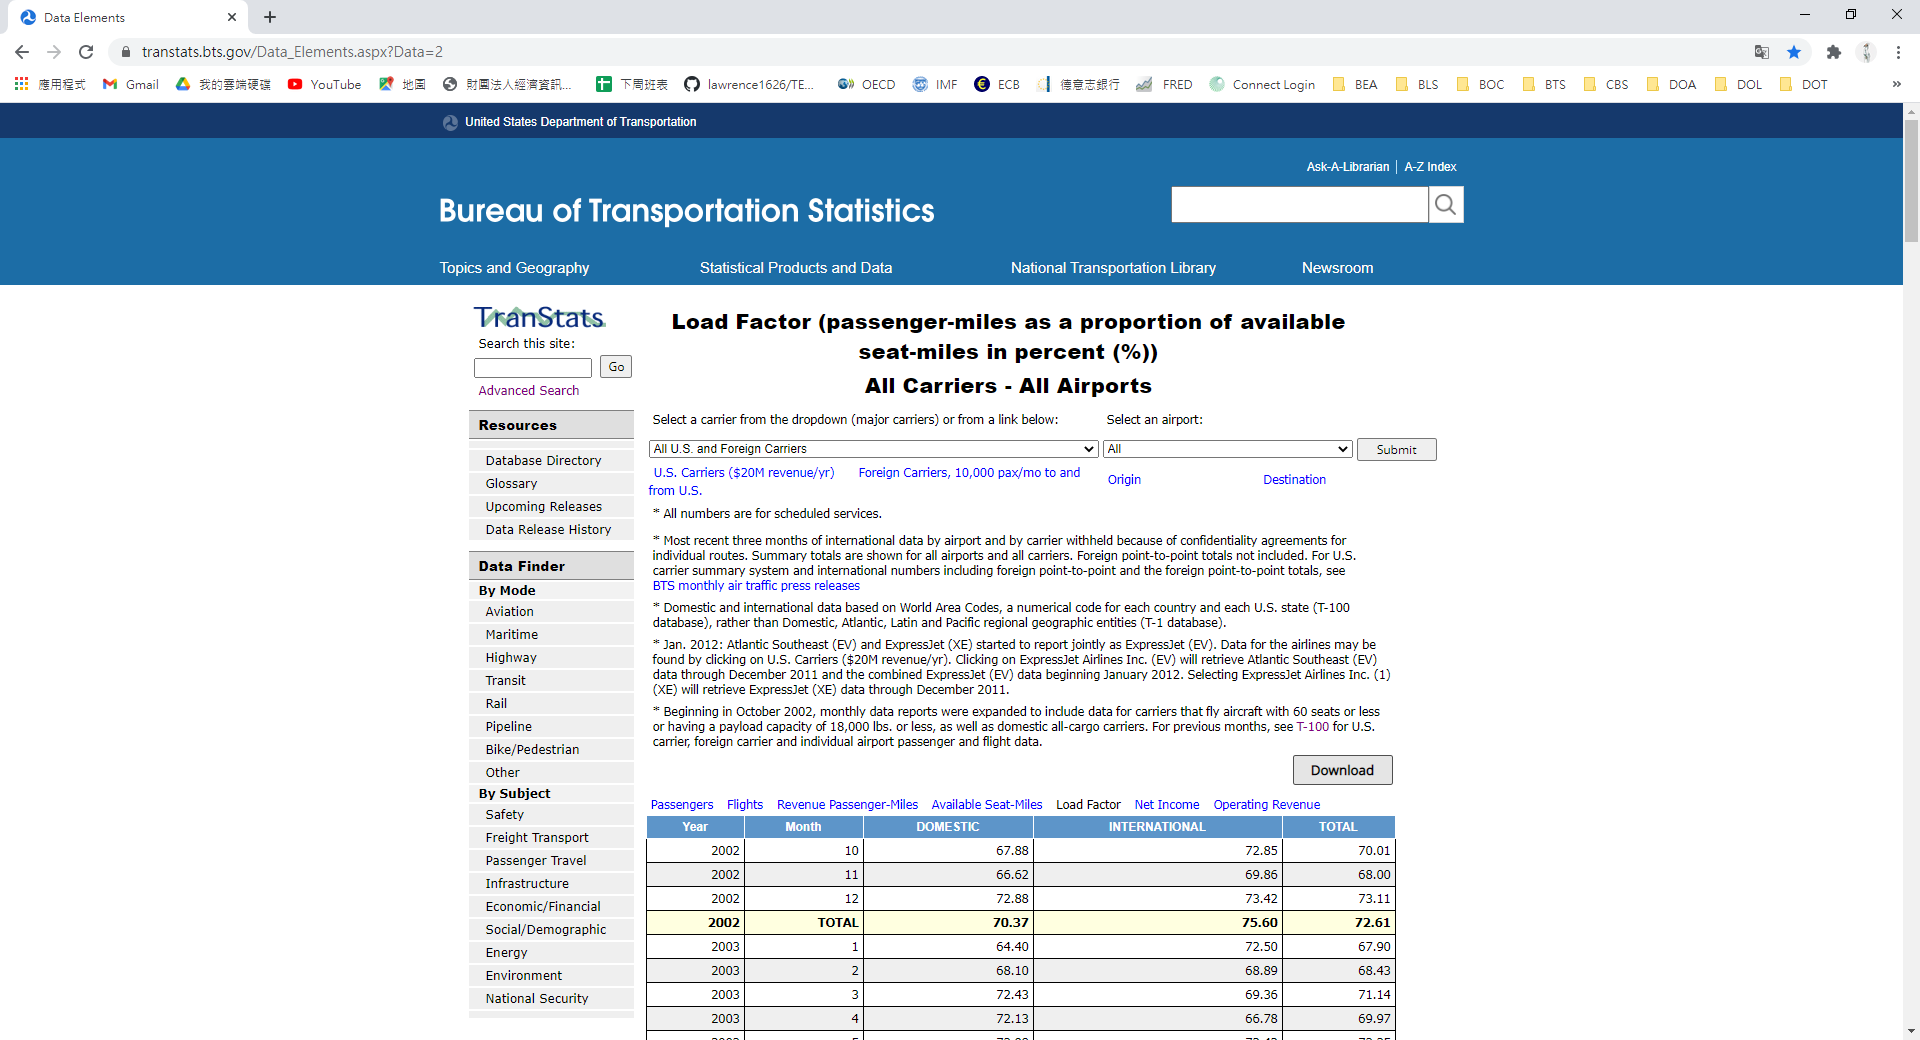 Data Elements
transtats.bts.gov/Data_Elements.aspx?Data=2
應用程式 Gmail 我的雲端硬碟 YouTube 地圖 財團法人經濟資訊... 下周班表 lawrence1626/TE... OECD IMF ECB 德意志銀行 FRED Connect Login BEA BLS BOC BTS CBS DOA DOL DOT »
United States Department of Transportation
Ask-A-Librarian | A-Z Index
Bureau of Transportation Statistics
Topics and Geography Statistical Products and Data National Transportation Library Newsroom
TranStats
Search this site:
Go
Advanced Search
Resources
Database Directory
Glossary
Upcoming Releases
Data Release History
Data Finder
By Mode
Aviation
Maritime
Highway
Transit
Rail
Pipeline
Bike/Pedestrian
Other
By Subject
Safety
Freight Transport
Passenger Travel
Infrastructure
Economic/Financial
Social/Demographic
Energy
Environment
National Security
Load Factor (passenger-miles as a proportion of available
seat-miles in percent (%))
All Carriers - All Airports
Select a carrier from the dropdown (major carriers) or from a link below: Select an airport:
All U.S. and Foreign Carriers All Submit
U.S. Carriers ($20M revenue/yr) Foreign Carriers, 10,000 pax/mo to and
from U.S.
Origin Destination
* All numbers are for scheduled services.
* Most recent three months of international data by airport and by carrier withheld because of confidentiality agreements for
individual routes. Summary totals are shown for all airports and all carriers. Foreign point-to-point totals not included. For U.S.
carrier summary system and international numbers including foreign point-to-point and the foreign point-to-point totals, see
BTS monthly air traffic press releases
* Domestic and international data based on World Area Codes, a numerical code for each country and each U.S. state (T-100
database), rather than Domestic, Atlantic, Latin and Pacific regional geographic entities (T-1 database).
* Jan. 2012: Atlantic Southeast (EV) and ExpressJet (XE) started to report jointly as ExpressJet (EV). Data for the airlines may be
found by clicking on U.S. Carriers ($20M revenue/yr). Clicking on ExpressJet Airlines Inc. (EV) will retrieve Atlantic Southeast (EV)
data through December 2011 and the combined ExpressJet (EV) data beginning January 2012. Selecting ExpressJet Airlines Inc. (1)
(XE) will retrieve ExpressJet (XE) data through December 2011.
* Beginning in October 2002, monthly data reports were expanded to include data for carriers that fly aircraft with 60 seats or less
or having a payload capacity of 18,000 lbs. or less, as well as domestic all-cargo carriers. For previous months, see T-100 for U.S.
carrier, foreign carrier and individual airport passenger and flight data.
Download
Passengers Flights Revenue Passenger-Miles Available Seat-Miles Load Factor Net Income Operating Revenue
Year Month DOMESTIC INTERNATIONAL TOTAL
2002 10 67.88 72.85 70.01
2002 11 66.62 69.86 68.00
2002 12 72.88 73.42 73.11
2002 TOTAL 70.37 75.60 72.61
2003 1 64.40 72.50 67.90
2003 2 68.10 68.89 68.43
2003 3 72.43 69.36 71.14
2003 4 72.13 66.78 69.97